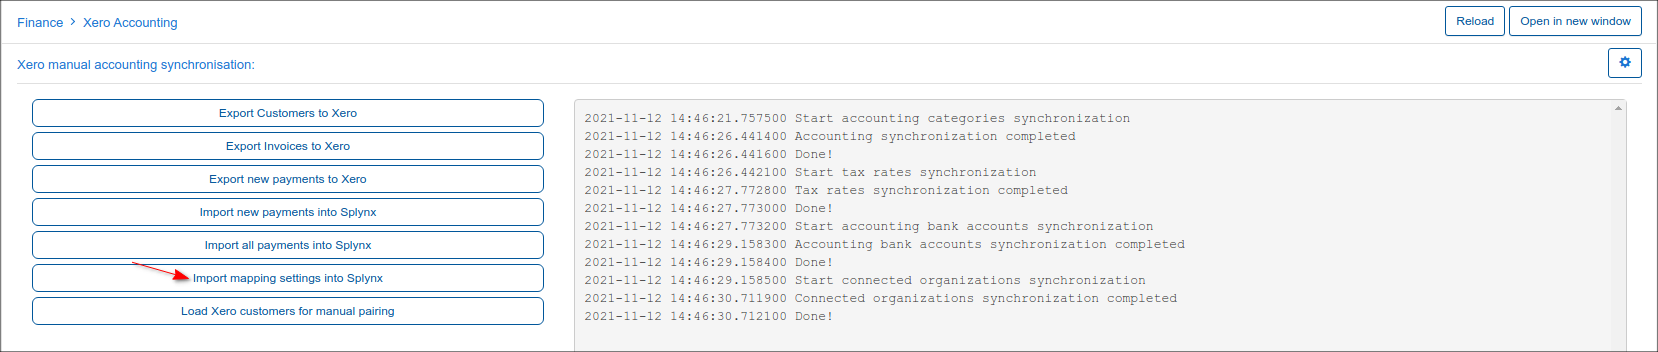 Finance > Xero Accounting
Reload
Open in new window
Xero manual accounting synchronisation:
Export Customers to Xero
Export Invoices to Xero
Export new payments to Xero
Import new payments into Splynx
Import all payments into Splynx
Import mapping settings into Splynx
Load Xero customers for manual pairing
2021-11-12 14:46:21.757500 Start accounting categories synchronization
2021-11-12 14:46:26.441400 Accounting synchronization completed
2021-11-12 14:46:26.441600 Done!
2021-11-12 14:46:26.442100 Start tax rates synchronization
2021-11-12 14:46:27.772800 Tax rates synchronization completed
2021-11-12 14:46:27.773000 Done!
2021-11-12 14:46:27.773200 Start accounting bank accounts synchronization
2021-11-12 14:46:29.158300 Accounting bank accounts synchronization completed
2021-11-12 14:46:29.158400 Done!
2021-11-12 14:46:29.158500 Start connected organizations synchronization
2021-11-12 14:46:30.711900 Connected organizations synchronization completed
2021-11-12 14:46:30.712100 Done!